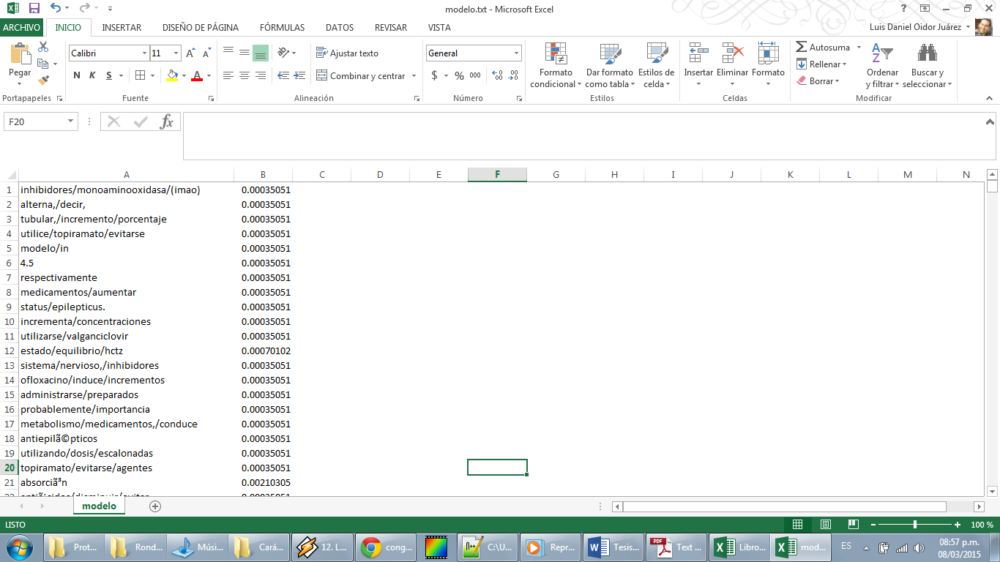 modelo.txt - Microsoft Excel
ARCHIVO INICIO INSERTAR DISEÑO DE PÁGINA FÓRMULAS DATOS REVISAR VISTA Luis Daniel Oidor Juárez
Pegar
Portapapeles
Calibri 11
N K S
Fuente
Ajustar texto
Combinar y centrar
Alineación
General
$ % 000
Número
Formato condicional
Dar formato como tabla
Estilos de celda
Estilos
Insertar Eliminar Formato
Celdas
Autosuma
Rellenar
Borrar
Ordenar y filtrar
Buscar y seleccionar
Modificar
F20 fx
A B C D E F G H I J K L M N
1 inhibidores/monoaminooxidasa/(imao) 0.00035051
2 alterna,/decir, 0.00035051
3 tubular,/incremento/porcentaje 0.00035051
4 utilice/topiramato/evitarse 0.00035051
5 modelo/in 0.00035051
6 4.5 0.00035051
7 respectivamente 0.00035051
8 medicamentos/aumentar 0.00035051
9 status/epilepticus. 0.00035051
10 incrementa/concentraciones 0.00035051
11 utilizarse/valganciclovir 0.00035051
12 estado/equilibrio/hctz 0.00070102
13 sistema/nervioso,/inhibidores 0.00035051
14 ofloxacino/induce/incrementos 0.00035051
15 administrarse/preparados 0.00035051
16 probablemente/importancia 0.00035051
17 metabolismo/medicamentos,/conduce 0.00035051
18 antiepilã©pticos 0.00035051
19 utilizando/dosis/escalonadas 0.00035051
20 topiramato/evitarse/agentes 0.00035051
21 absorciã³n 0.00210305
modelo
LISTO 100 %
Prot... Rond... Músi... Cará... 12. L... cong... C:\U... Repr... Tesis... Text ... Libro... mod... ES 08:57 p.m.
08/03/2015